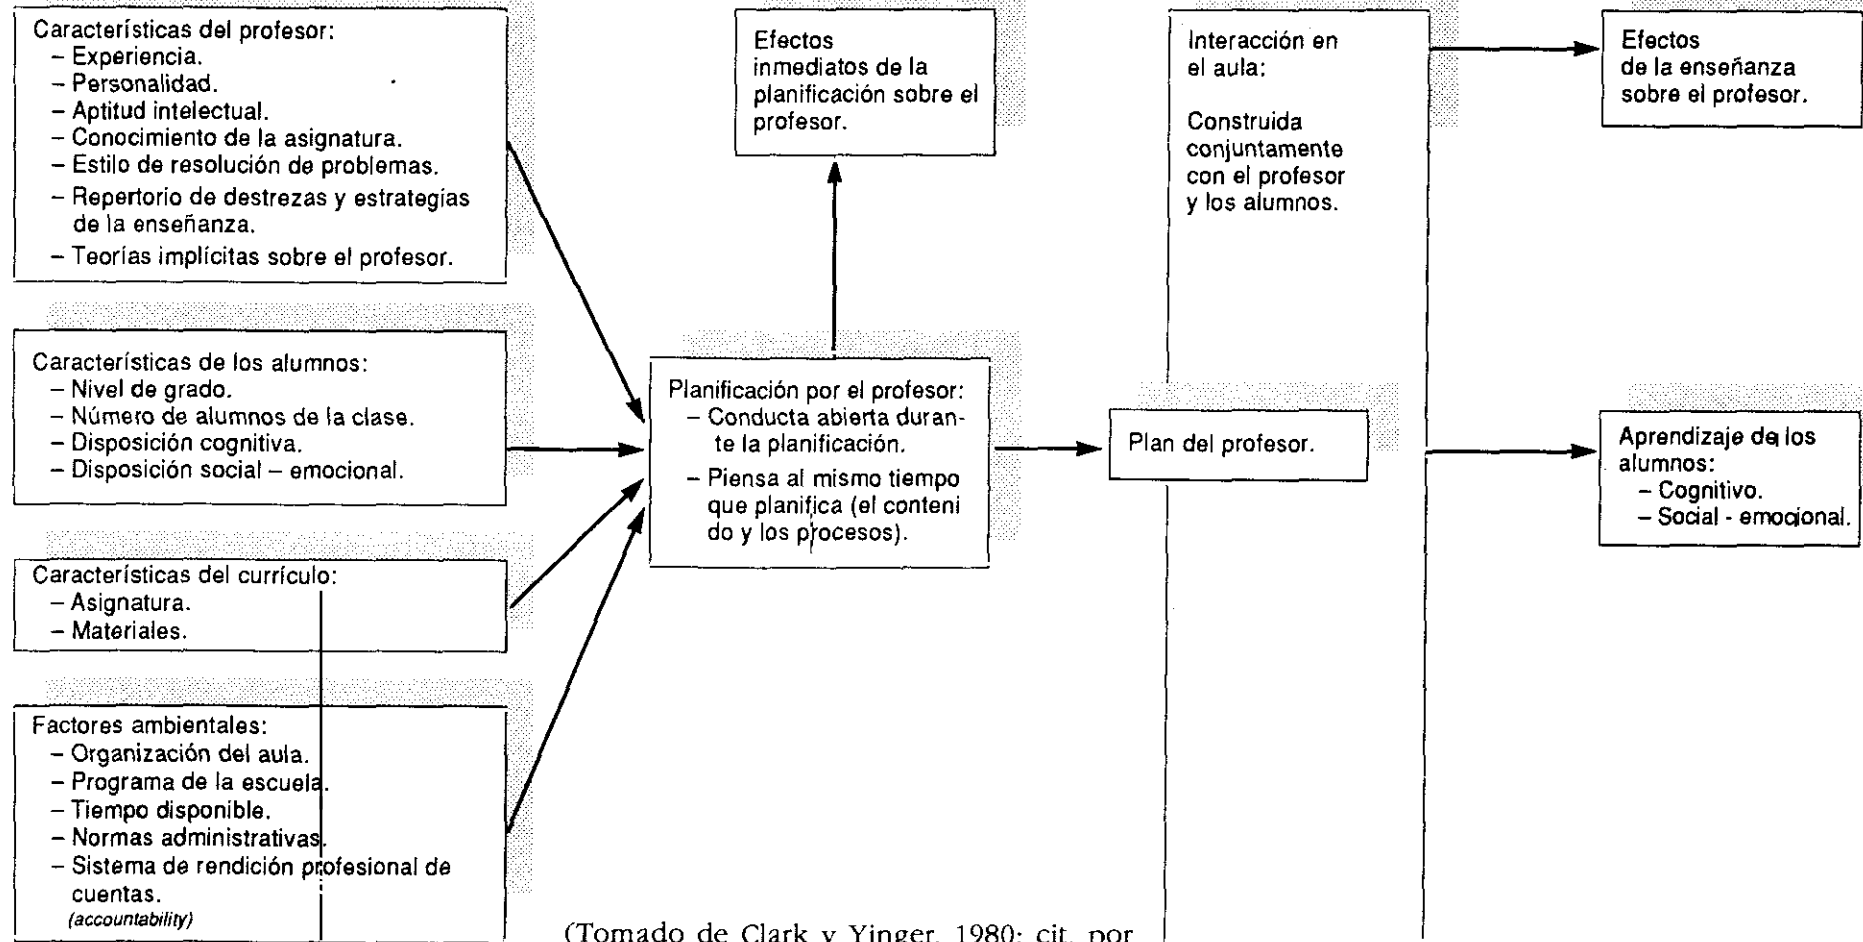 Características del profesor:
– Experiencia.
– Personalidad.
– Aptitud intelectual.
– Conocimiento de la asignatura.
– Estilo de resolución de problemas.
– Repertorio de destrezas y estrategias
de la enseñanza.
– Teorías implícitas sobre el profesor.
Características de los alumnos:
– Nivel de grado.
– Número de alumnos de la clase.
– Disposición cognitiva.
– Disposición social – emocional.
Características del currículo:
– Asignatura.
– Materiales.
Factores ambientales:
– Organización del aula.
– Programa de la escuela.
– Tiempo disponible.
– Normas administrativas.
– Sistema de rendición profesional de
cuentas.
(accountability)
Efectos
inmediatos de la
planificación sobre el
profesor.
Planificación por el profesor:
– Conducta abierta duran-
te la planificación.
– Piensa al mismo tiempo
que planifica (el conteni
do y los procesos).
Interacción en
el aula:
Construida
conjuntamente
con el profesor
y los alumnos.
Plan del profesor.
Efectos
de la enseñanza
sobre el profesor.
Aprendizaje de los
alumnos:
– Cognitivo.
– Social - emocional.
(Tomado de Clark y Yinger, 1980; cit. por